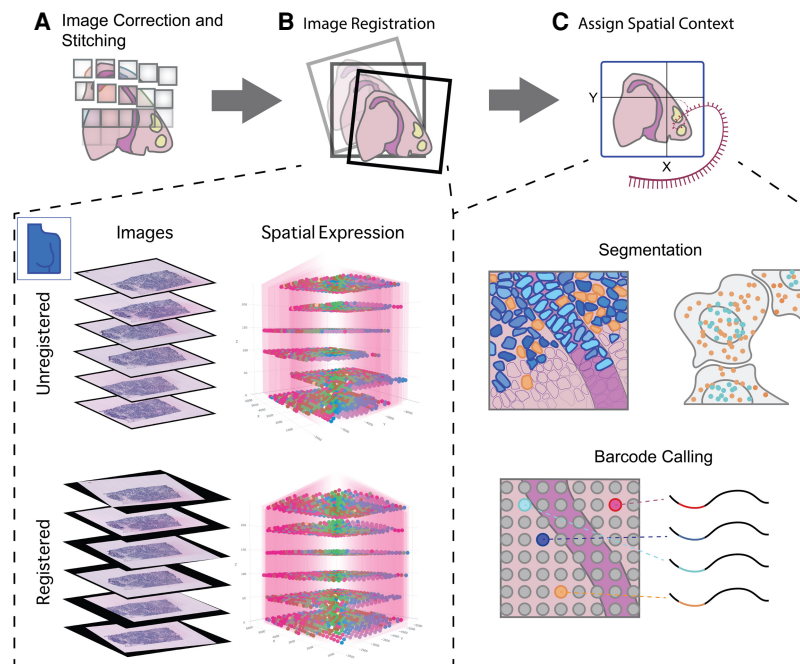 A Image Correction and
Stitching
B Image Registration
C Assign Spatial Context
Y
X
Images
Spatial Expression
Unregistered
Registered
Segmentation
Barcode Calling